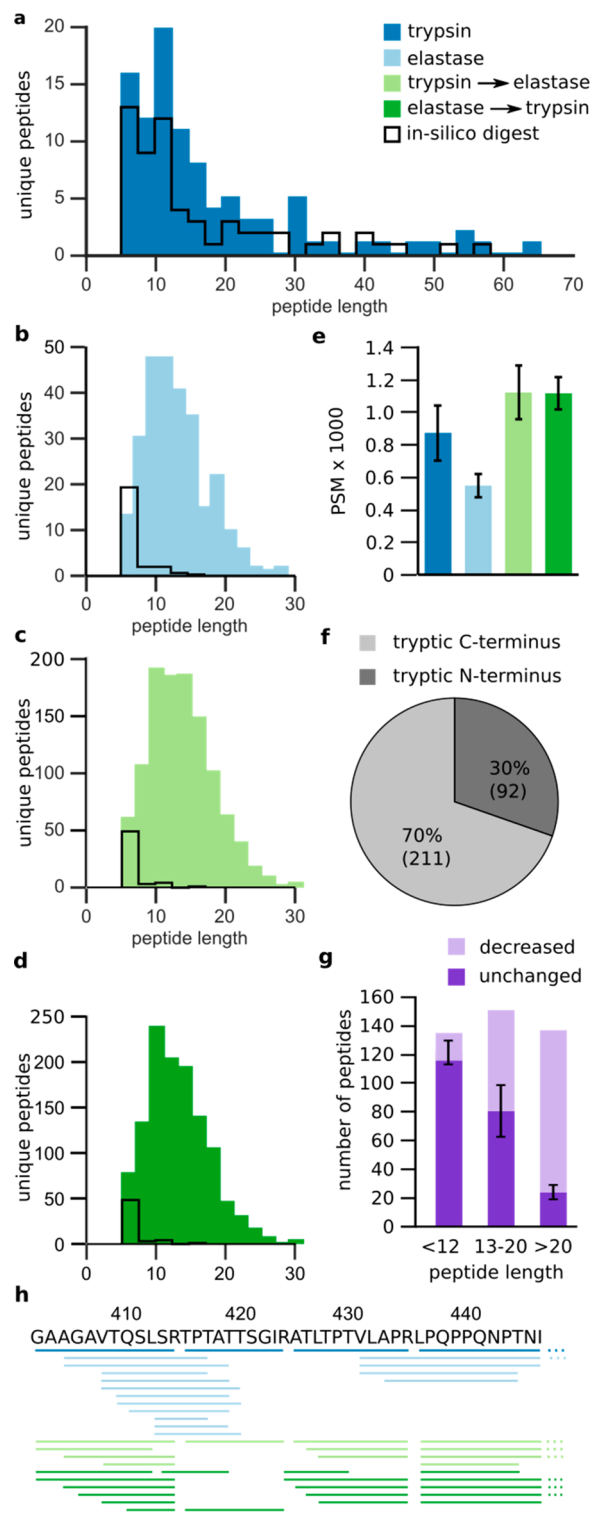 a
20
15
10
5
0
unique peptides
0 10 20 30 40 50 60 70
peptide length
trypsin
elastase
trypsin → elastase
elastase → trypsin
in-silico digest
b
50
40
30
20
10
0
unique peptides
0 10 20 30
peptide length
e
1.4
1.2
1.0
0.8
0.6
0.4
0.2
0
PSM x 1000
c
200
150
100
50
0
unique peptides
0 10 20 30
peptide length
f
tryptic C-terminus
tryptic N-terminus
30%
(92)
70%
(211)
d
250
200
150
100
50
0
unique peptides
0 10 20 30
g
decreased
unchanged
160
140
120
100
80
60
40
20
0
number of peptides
<12 13-20 >20
peptide length
h
410 420 430 440
GAAGAVTQSLSRTPTATTSGIRATLTPTVLAPRLPQPPQNPTNI